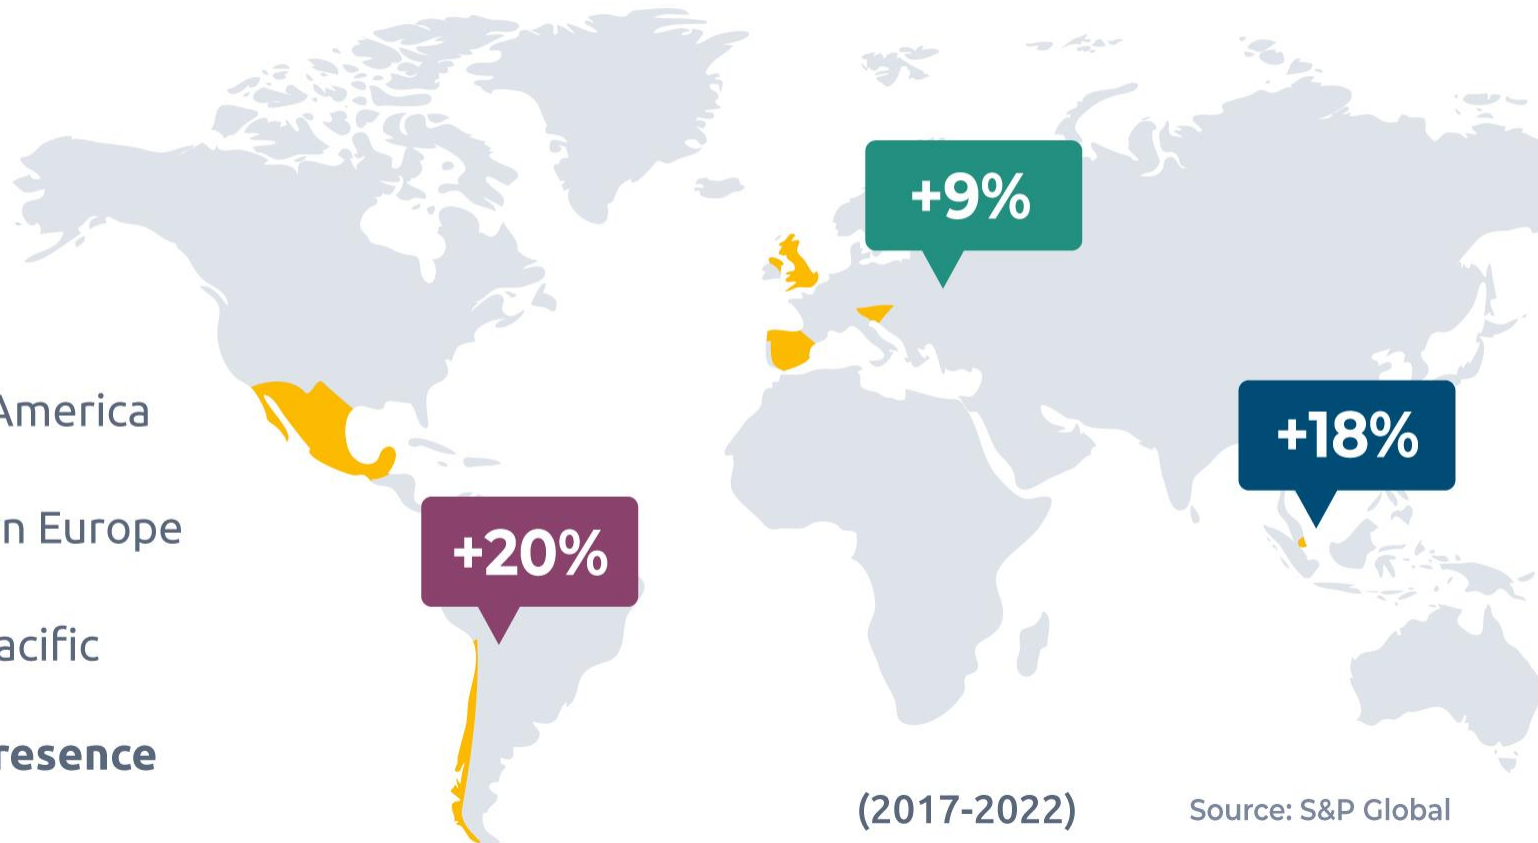 +9%
America
+18%
n Europe
+20%
acific
resence
(2017-2022)
Source: S&P Global